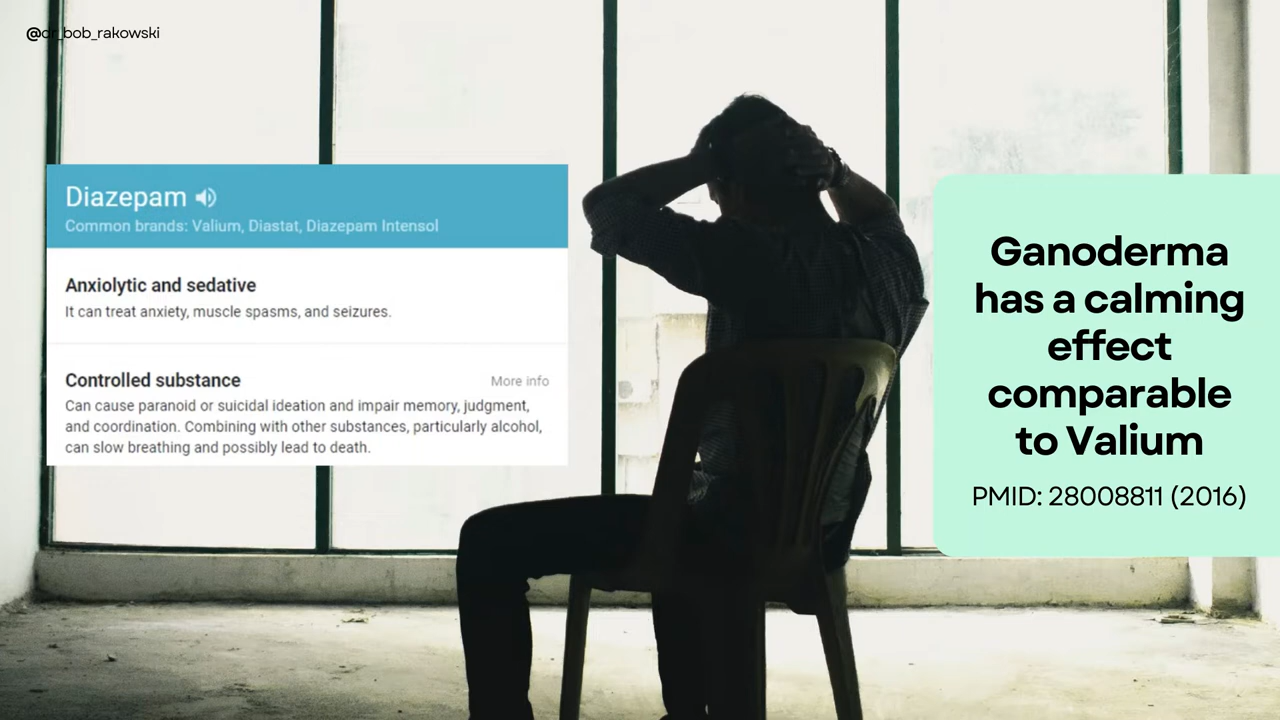 @dr_bob_rakowski
Diazepam
Common brands: Valium, Diastat, Diazepam Intensol
Anxiolytic and sedative
It can treat anxiety, muscle spasms, and seizures.
Controlled substance More info
Can cause paranoid or suicidal ideation and impair memory, judgment,
and coordination. Combining with other substances, particularly alcohol,
can slow breathing and possibly lead to death.
Ganoderma
has a calming
effect
comparable
to Valium
PMID: 28008811 (2016)